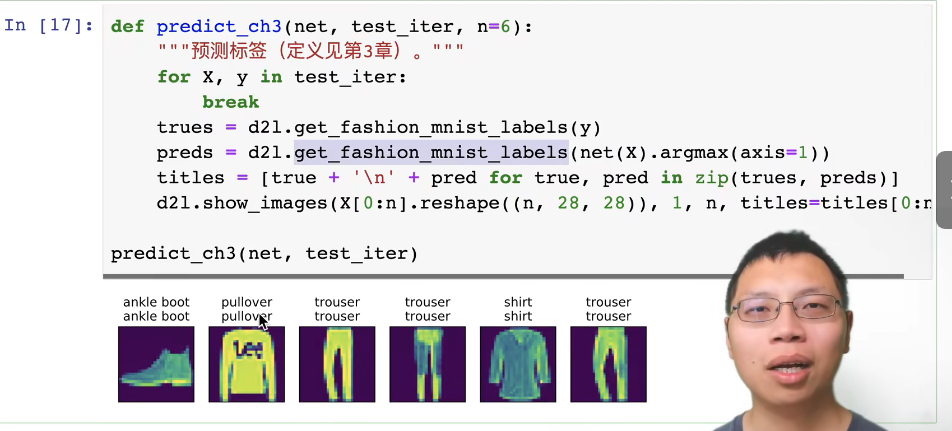 In [17]:
def predict_ch3(net, test_iter, n=6):
"""预测标签（定义见第3章）。"""
for X, y in test_iter:
break
trues = d2l.get_fashion_mnist_labels(y)
preds = d2l.get_fashion_mnist_labels(net(X).argmax(axis=1))
titles = [true + '\n' + pred for true, pred in zip(trues, preds)]
d2l.show_images(X[0:n].reshape((n, 28, 28)), 1, n, titles=titles[0:n
predict_ch3(net, test_iter)
ankle boot pullover trouser trouser shirt trouser
ankle boot pullover trouser trouser shirt trouser
Lee